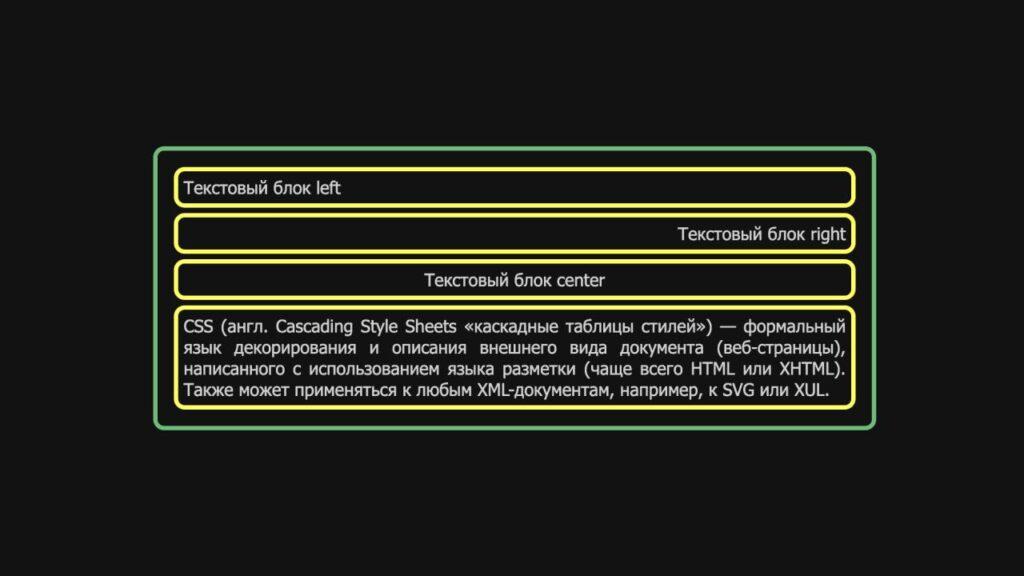 Текстовый блок left
Текстовый блок right
Текстовый блок center
CSS (англ. Cascading Style Sheets «каскадные таблицы стилей») — формальный
язык декорирования и описания внешнего вида документа (веб-страницы),
написанного с использованием языка разметки (чаще всего HTML или XHTML).
Также может применяться к любым XML-документам, например, к SVG или XUL.